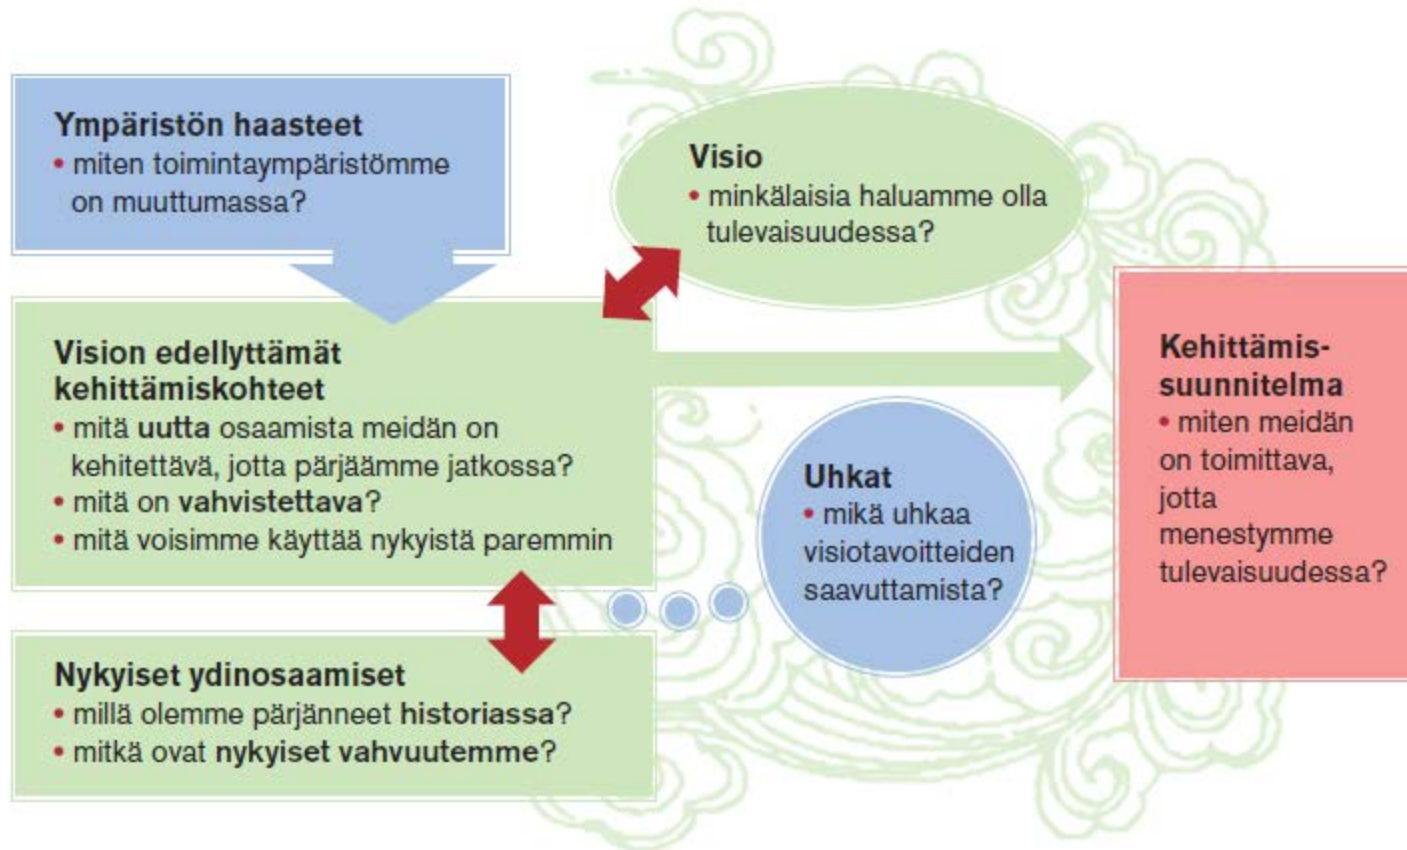 Ympäristön haasteet
• miten toimintaympäristömme
on muuttumassa?
Visio
• minkälaisia haluamme olla
tulevaisuudessa?
Vision edellyttämät
kehittämiskohteet
• mitä uutta osaamista meidän on
kehitettävä, jotta pärjäämme jatkossa?
• mitä on vahvistettava?
• mitä voisimme käyttää nykyistä paremmin
Uhkat
• mikä uhkaa
visiotavoitteiden
saavuttamista?
Kehittämis-
suunnitelma
• miten meidän
on toimittava,
jotta
menestymme
tulevaisuudessa?
Nykyiset ydinosaamiset
• millä olemme pärjänneet historiassa?
• mitkä ovat nykyiset vahvuutemme?